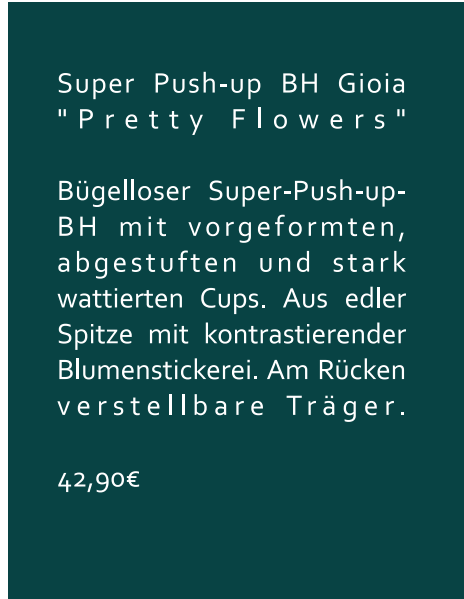 Super Push-up BH Gioia
"Pretty Flowers"
Bügelloser Super-Push-up-
BH mit vorgeformten,
abgestuften und stark
wattierten Cups. Aus edler
Spitze mit kontrastierender
Blumenstickerei. Am Rücken
verstellbare Träger.
42,90€